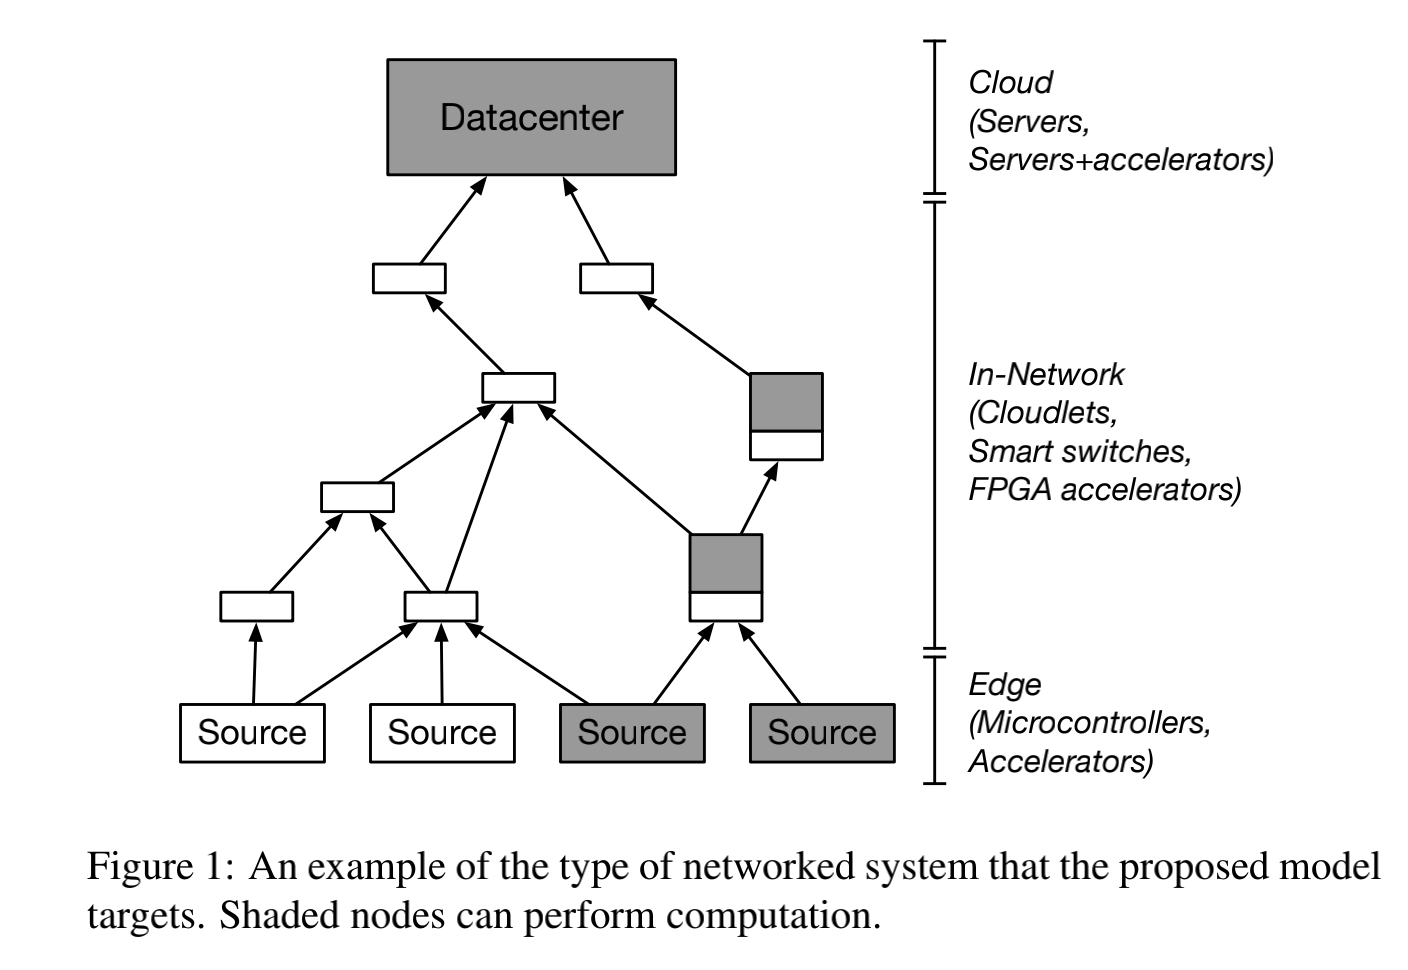 Datacenter
Cloud
(Servers,
Servers+accelerators)
In-Network
(Cloudlets,
Smart switches,
FPGA accelerators)
Source
Source
Source
Source
Edge
(Microcontrollers,
Accelerators)
Figure 1: An example of the type of networked system that the proposed model
targets. Shaded nodes can perform computation.